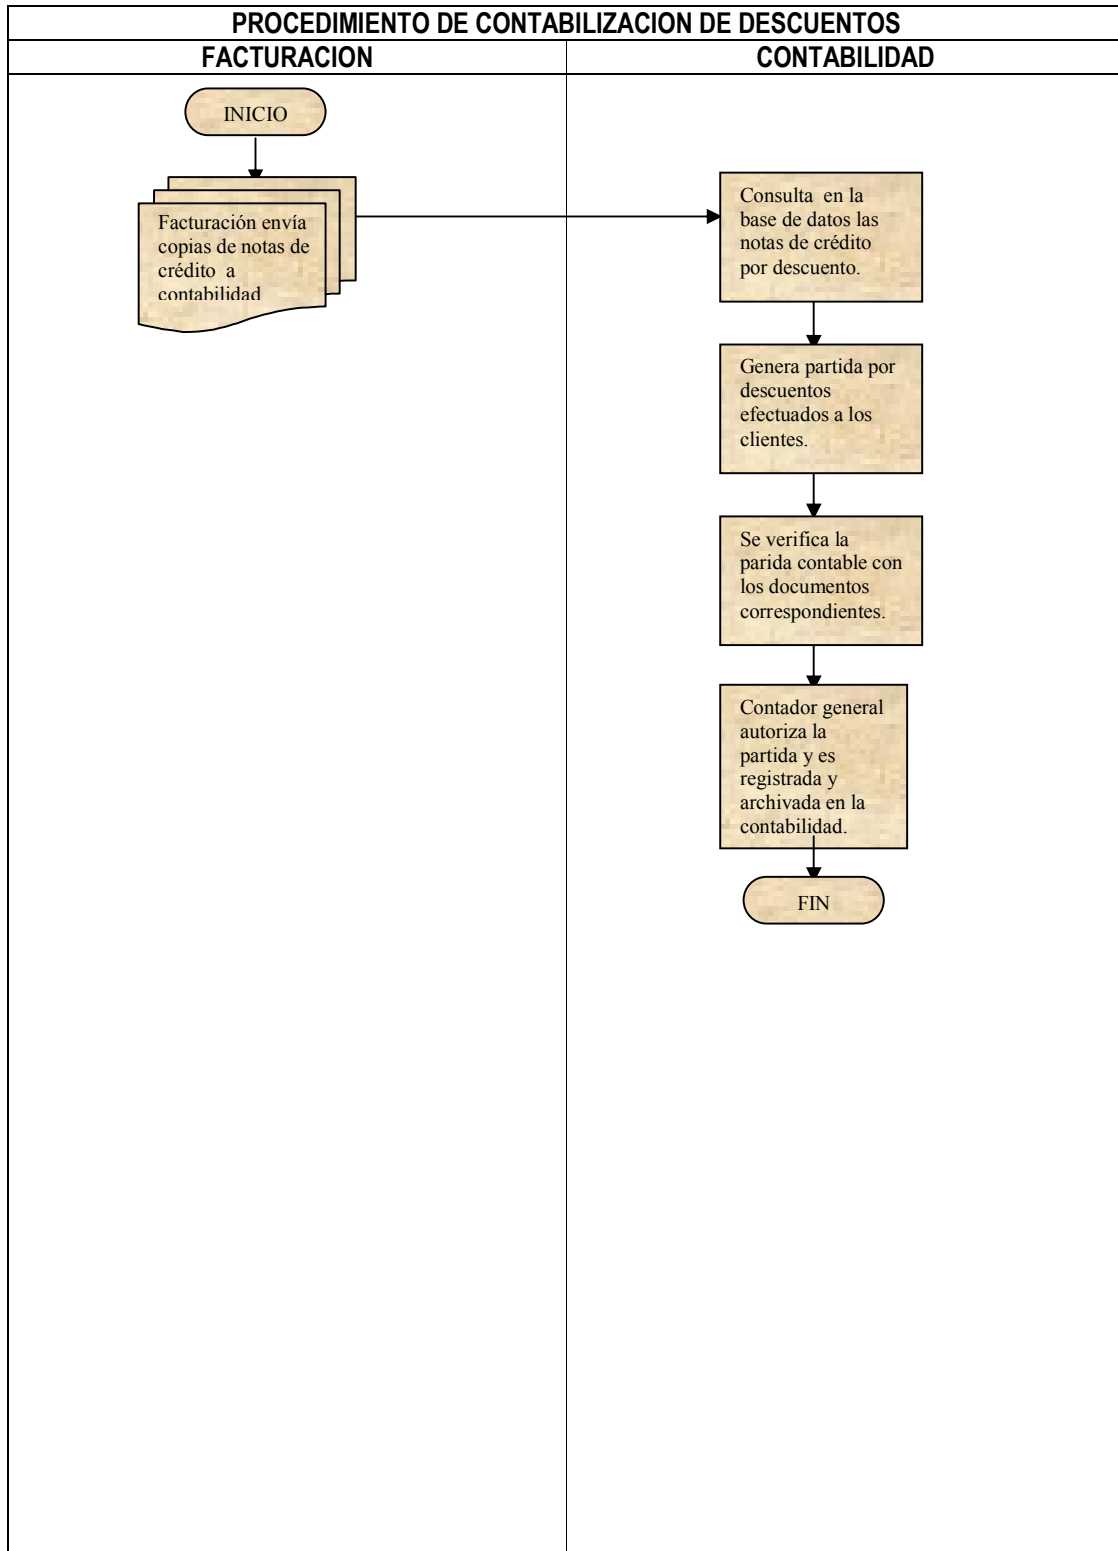 PROCEDIMIENTO DE CONTABILIZACION DE DESCUENTOS
FACTURACION
CONTABILIDAD
INICIO
Facturación envía
copias de notas de
crédito a
contabilidad
Consulta en la
base de datos las
notas de crédito
por descuento.
Genera partida por
descuentos
efectuados a los
clientes.
Se verifica la
parida contable con
los documentos
correspondientes.
Contador general
autoriza la
partida y es
registrada y
archivada en la
contabilidad.
FIN